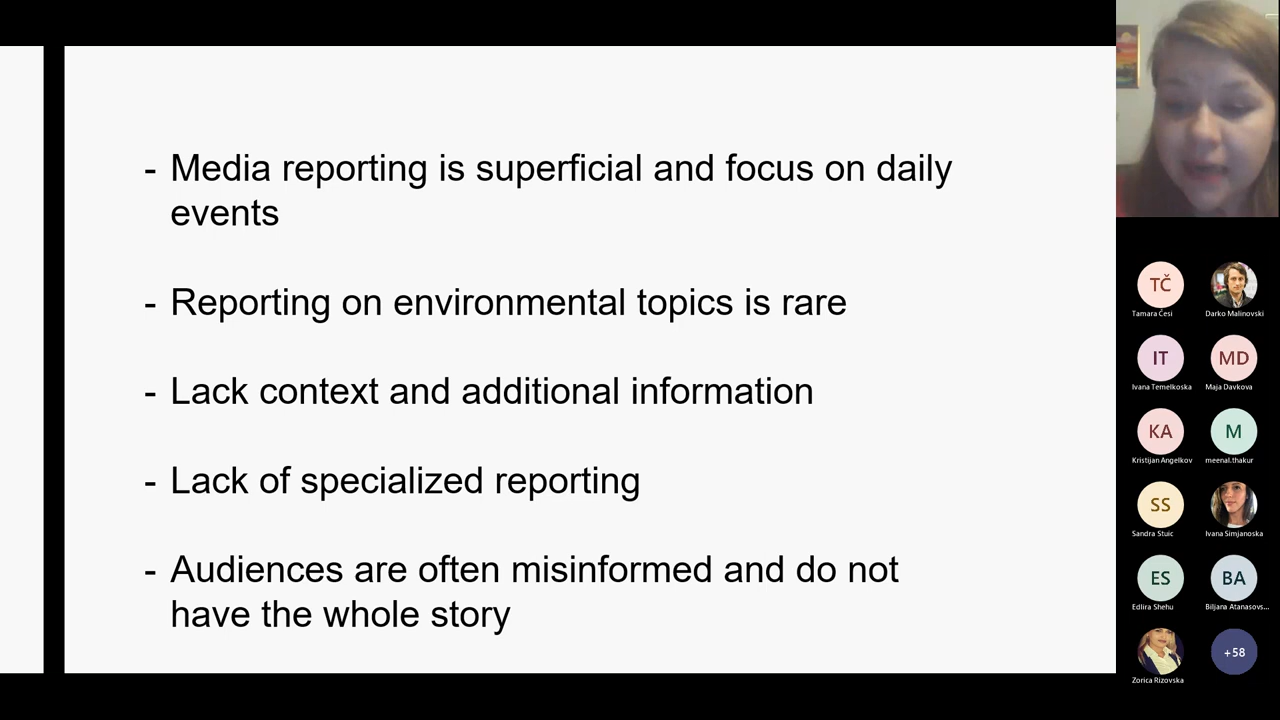 - Media reporting is superficial and focus on daily
events
- Reporting on environmental topics is rare
- Lack context and additional information
- Lack of specialized reporting
- Audiences are often misinformed and do not
have the whole story
TČ
Tamara Česi
Darko Malinovski
IT
Ivana Temelkoska
MD
Maja Davkova
KA
Kristijan Angelkov
M
meenal.thakur
SS
Sandra Stuic
Ivana Simjanoska
ES
Edlira Shehu
BA
Biljana Atanasovs...
Zorica Rizovska
+58